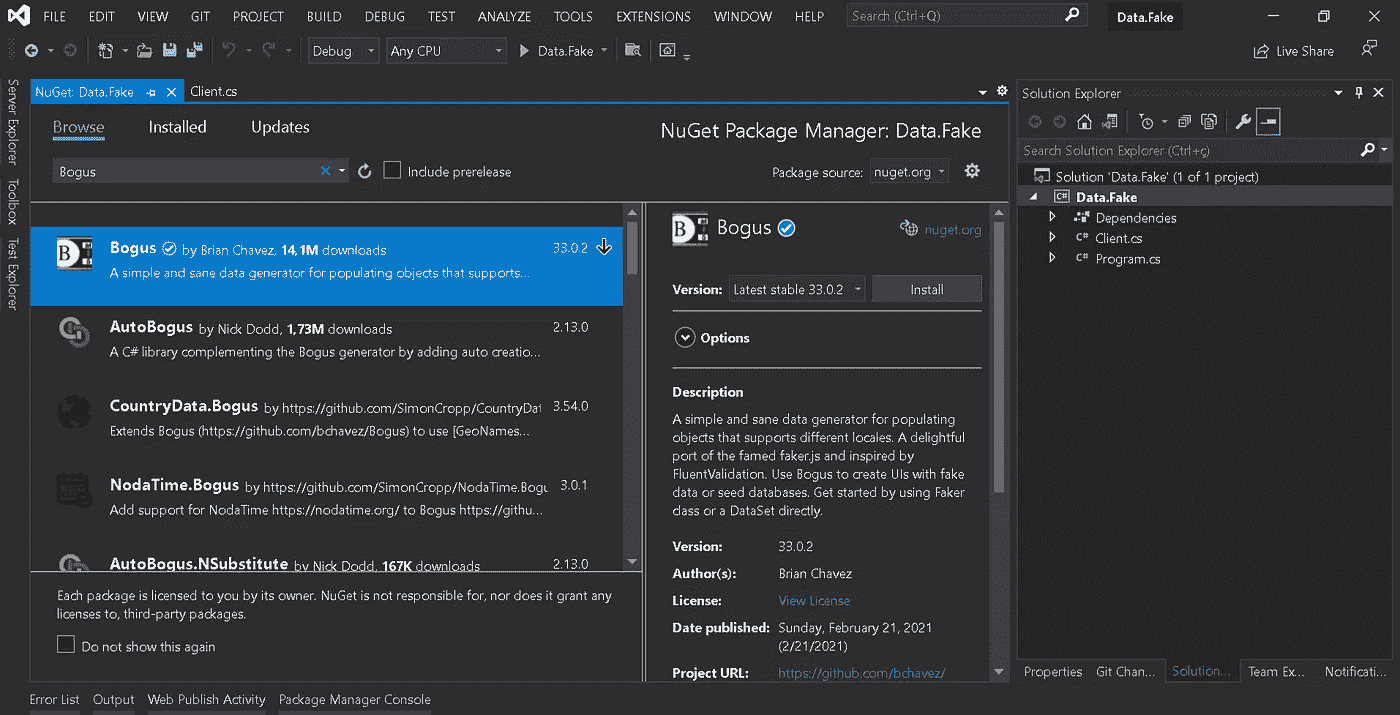 FILE EDIT VIEW GIT PROJECT BUILD DEBUG TEST ANALYZE TOOLS EXTENSIONS WINDOW HELP Search (Ctrl+Q) Data.Fake
Debug Any CPU Data.Fake Live Share
Server Explorer
Toolbox
Test Explorer
NuGet: Data.Fake Client.cs
Browse Installed Updates
NuGet Package Manager: Data.Fake
Bogus Include prerelease Package source: nuget.org
Bogus by Brian Chavez, 14,1M downloads 33.0.2
A simple and sane data generator for populating objects that supports...
AutoBogus by Nick Dodd, 1,73M downloads 2.13.0
A C# library complementing the Bogus generator by adding auto creatio...
CountryData.Bogus by https://github.com/SimonCropp/CountryDat 3.54.0
Extends Bogus (https://github.com/bchavez/Bogus) to use [GeoNames...
NodaTime.Bogus by https://github.com/SimonCropp/NodaTime.Bogu 3.0.1
Add support for NodaTime https://nodatime.org/ to Bogus https://githu...
AutoBogus.NSubstitute by Nick Dodd, 167K downloads 2.13.0
Each package is licensed to you by its owner. NuGet is not responsible for, nor does it grant any
licenses to, third-party packages.
Do not show this again
B Bogus nuget.org
Version: Latest stable 33.0.2 Install
Options
Description
A simple and sane data generator for populating
objects that supports different locales. A delightful
port of the famed faker.js and inspired by
FluentValidation. Use Bogus to create UIs with fake
data or seed databases. Get started by using Faker
class or a DataSet directly.
Version: 33.0.2
Author(s): Brian Chavez
License: View License
Date published: Sunday, February 21, 2021
(2/21/2021)
Project URL: https://github.com/bchavez/
Solution Explorer
Search Solution Explorer (Ctrl+ç)
Solution 'Data.Fake' (1 of 1 project)
C# Data.Fake
Dependencies
C# Client.cs
C# Program.cs
Properties Git Chan... Solution... Team Ex... Notificati...
Error List Output Web Publish Activity Package Manager Console